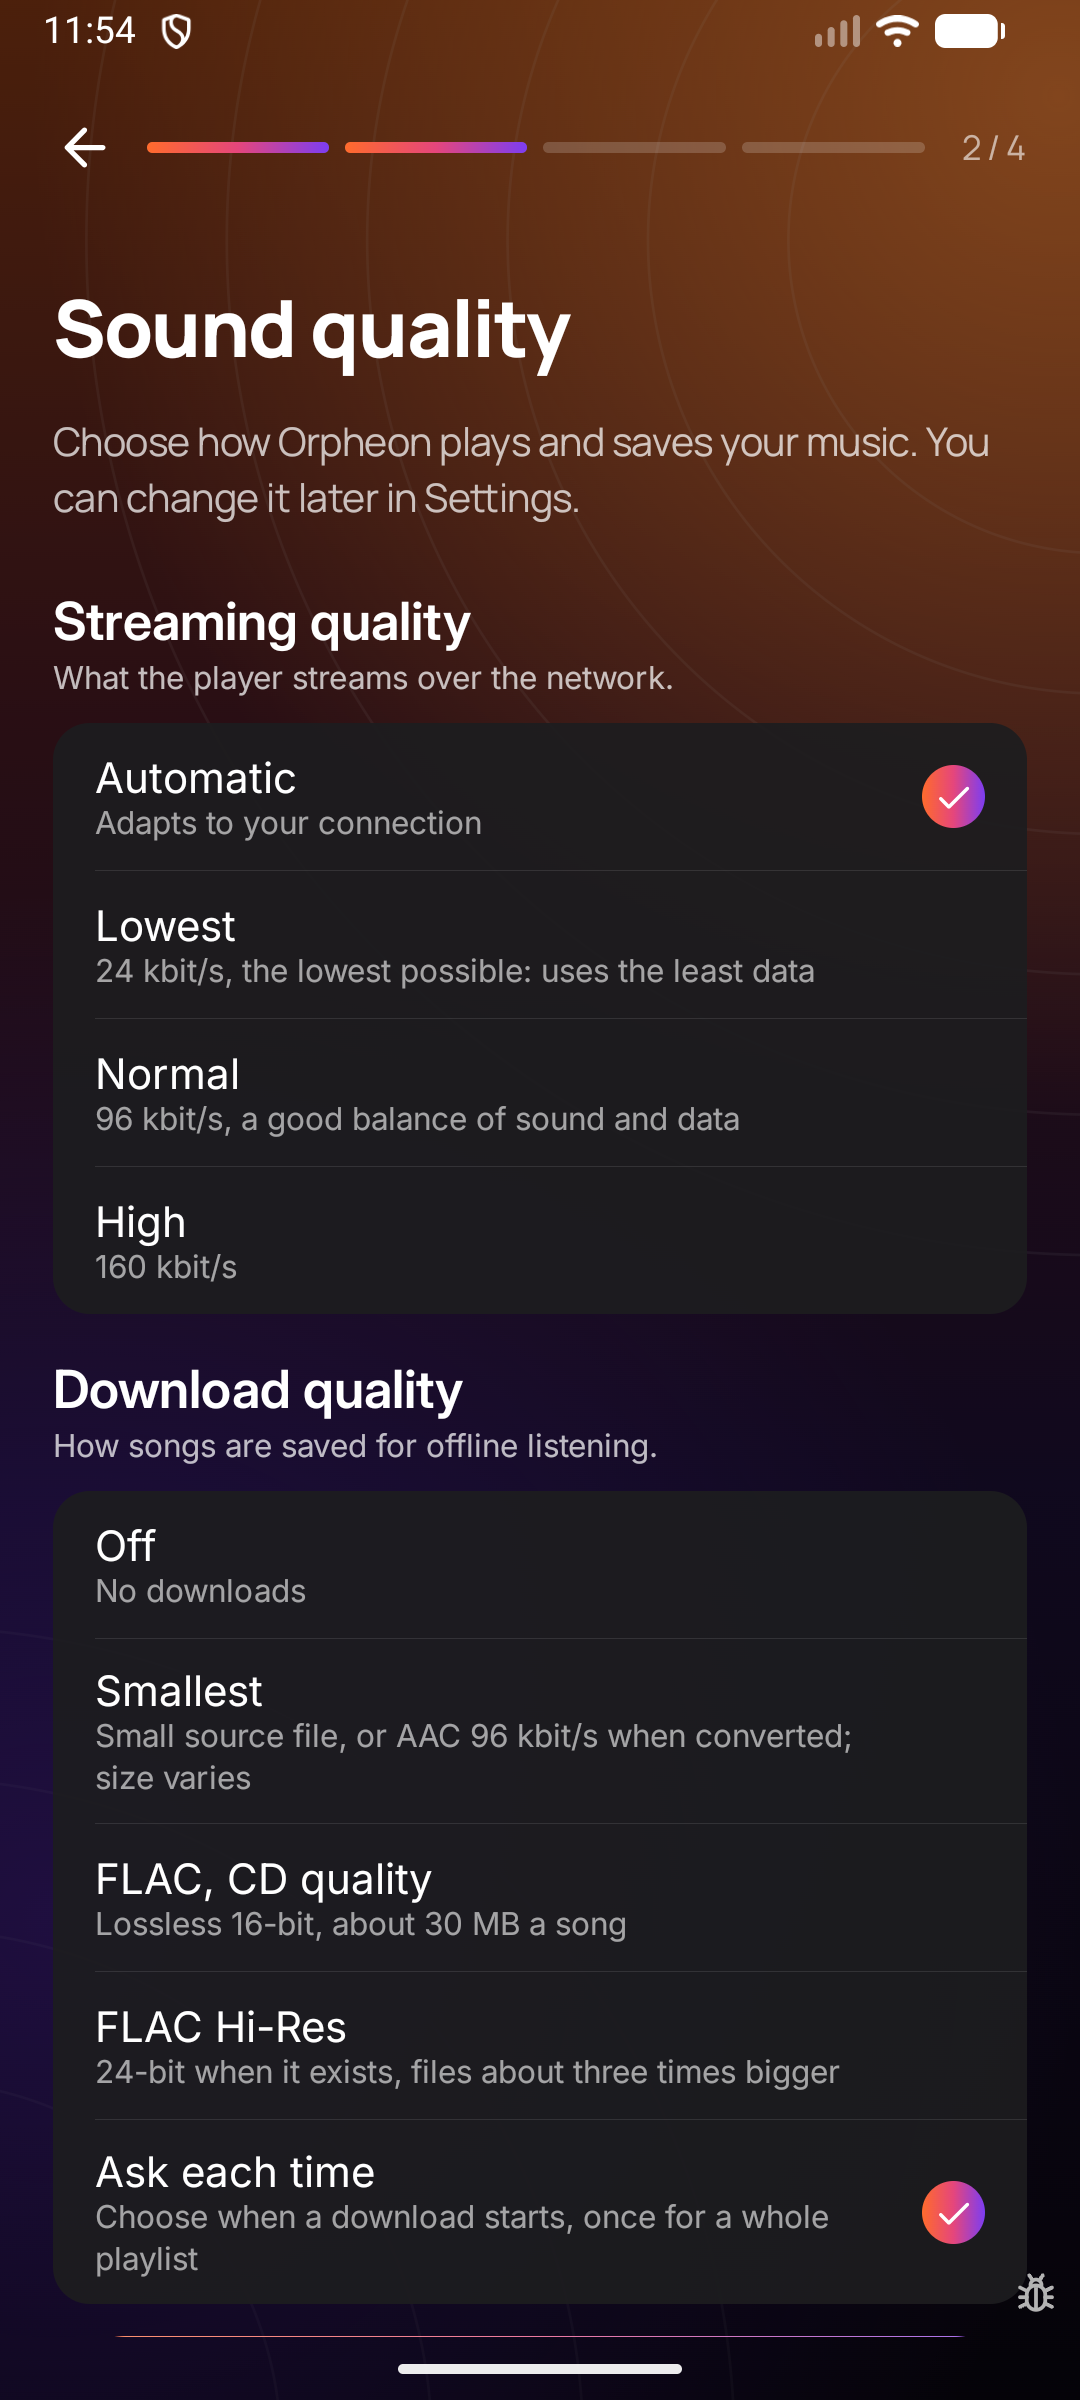 11:54
2 / 4
Sound quality
Choose how Orpheon plays and saves your music. You
can change it later in Settings.
Streaming quality
What the player streams over the network.
Automatic
Adapts to your connection
Lowest
24 kbit/s, the lowest possible: uses the least data
Normal
96 kbit/s, a good balance of sound and data
High
160 kbit/s
Download quality
How songs are saved for offline listening.
Off
No downloads
Smallest
Small source file, or AAC 96 kbit/s when converted;
size varies
FLAC, CD quality
Lossless 16-bit, about 30 MB a song
FLAC Hi-Res
24-bit when it exists, files about three times bigger
Ask each time
Choose when a download starts, once for a whole
playlist